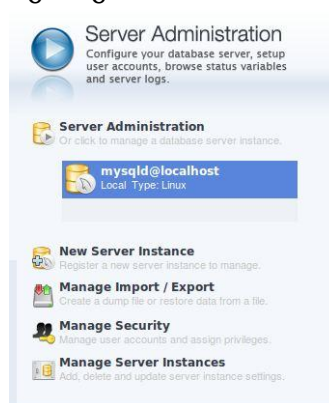 Server Administration
Configure your database server, setup
user accounts, browse status variables
and server logs.
Server Administration
Or click to manage a database server instance.
mysqld@localhost
Local Type: Linux
New Server Instance
Register a new server instance to manage.
Manage Import / Export
Create a dump file or restore data from a file.
Manage Security
Manage user accounts and assign privileges.
Manage Server Instances
Add, delete and update server instance settings.